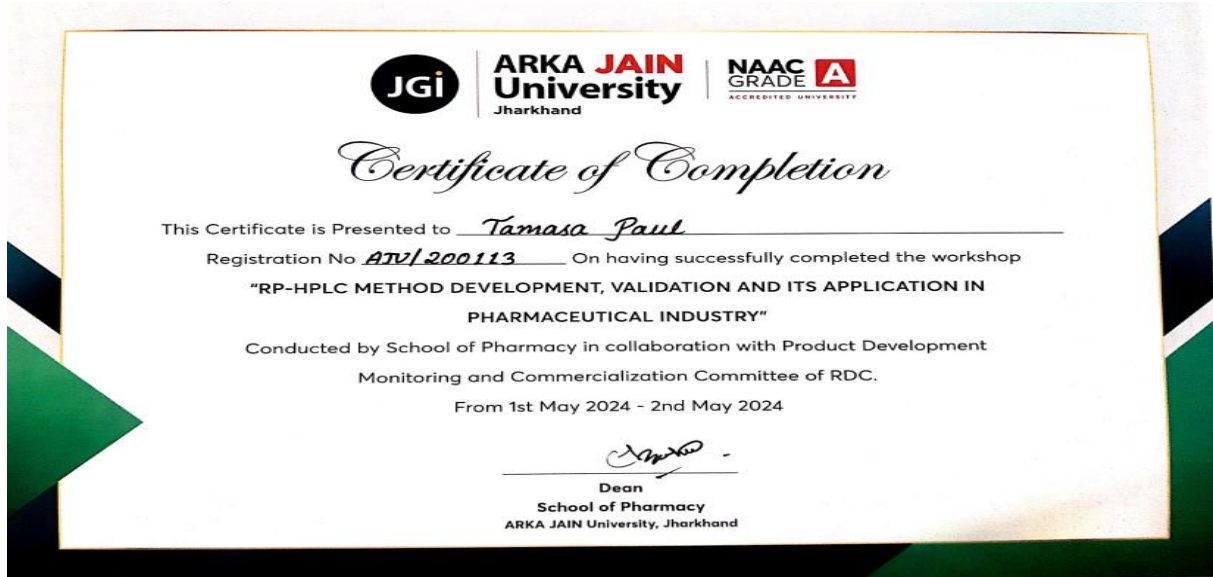 JGi
ARKA JAIN
University
Jharkhand
NAAC
GRADE A
ACCREDITED UNIVERSITY
Certificate of Completion
This Certificate is Presented to Tamasa Paul
Registration No AJU/200113 On having successfully completed the workshop
"RP-HPLC METHOD DEVELOPMENT, VALIDATION AND ITS APPLICATION IN
PHARMACEUTICAL INDUSTRY"
Conducted by School of Pharmacy in collaboration with Product Development
Monitoring and Commercialization Committee of RDC.
From 1st May 2024 - 2nd May 2024
Dean
School of Pharmacy
ARKA JAIN University, Jharkhand